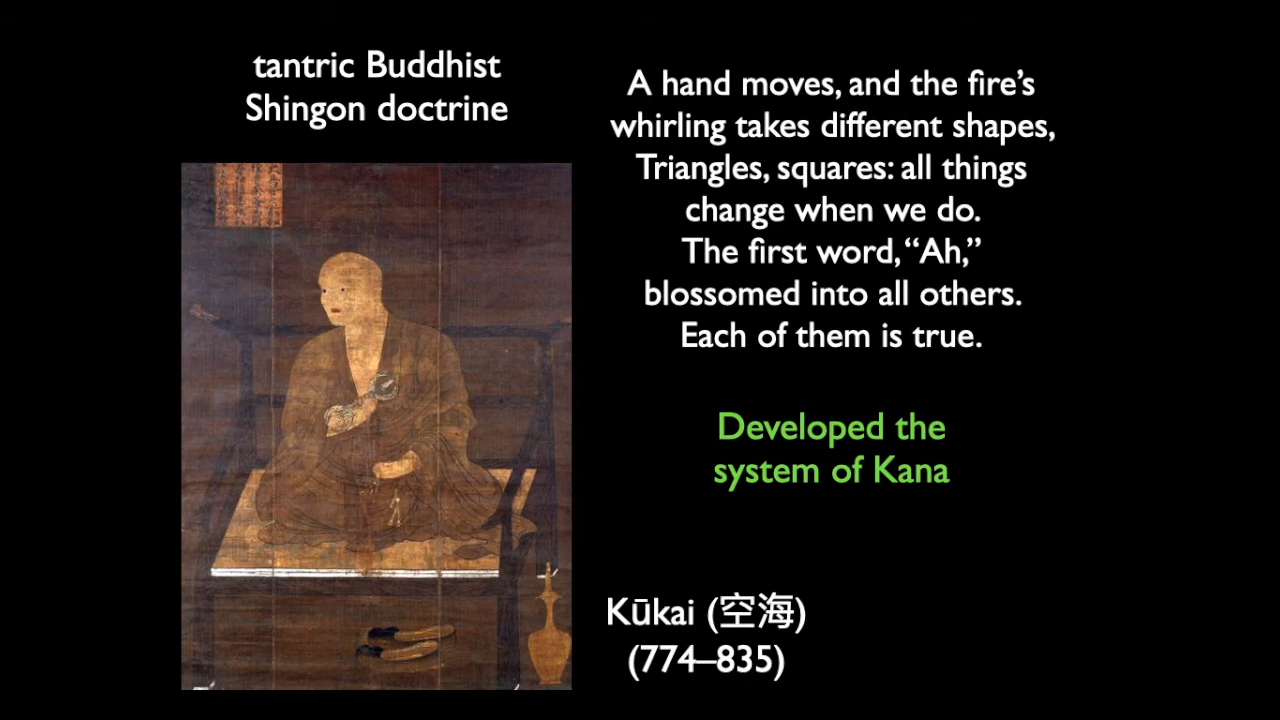 tantric Buddhist
Shingon doctrine
A hand moves, and the fire’s
whirling takes different shapes,
Triangles, squares: all things
change when we do.
The first word, “Ah,”
blossomed into all others.
Each of them is true.
Developed the
system of Kana
Kūkai (空海)
(774–835)